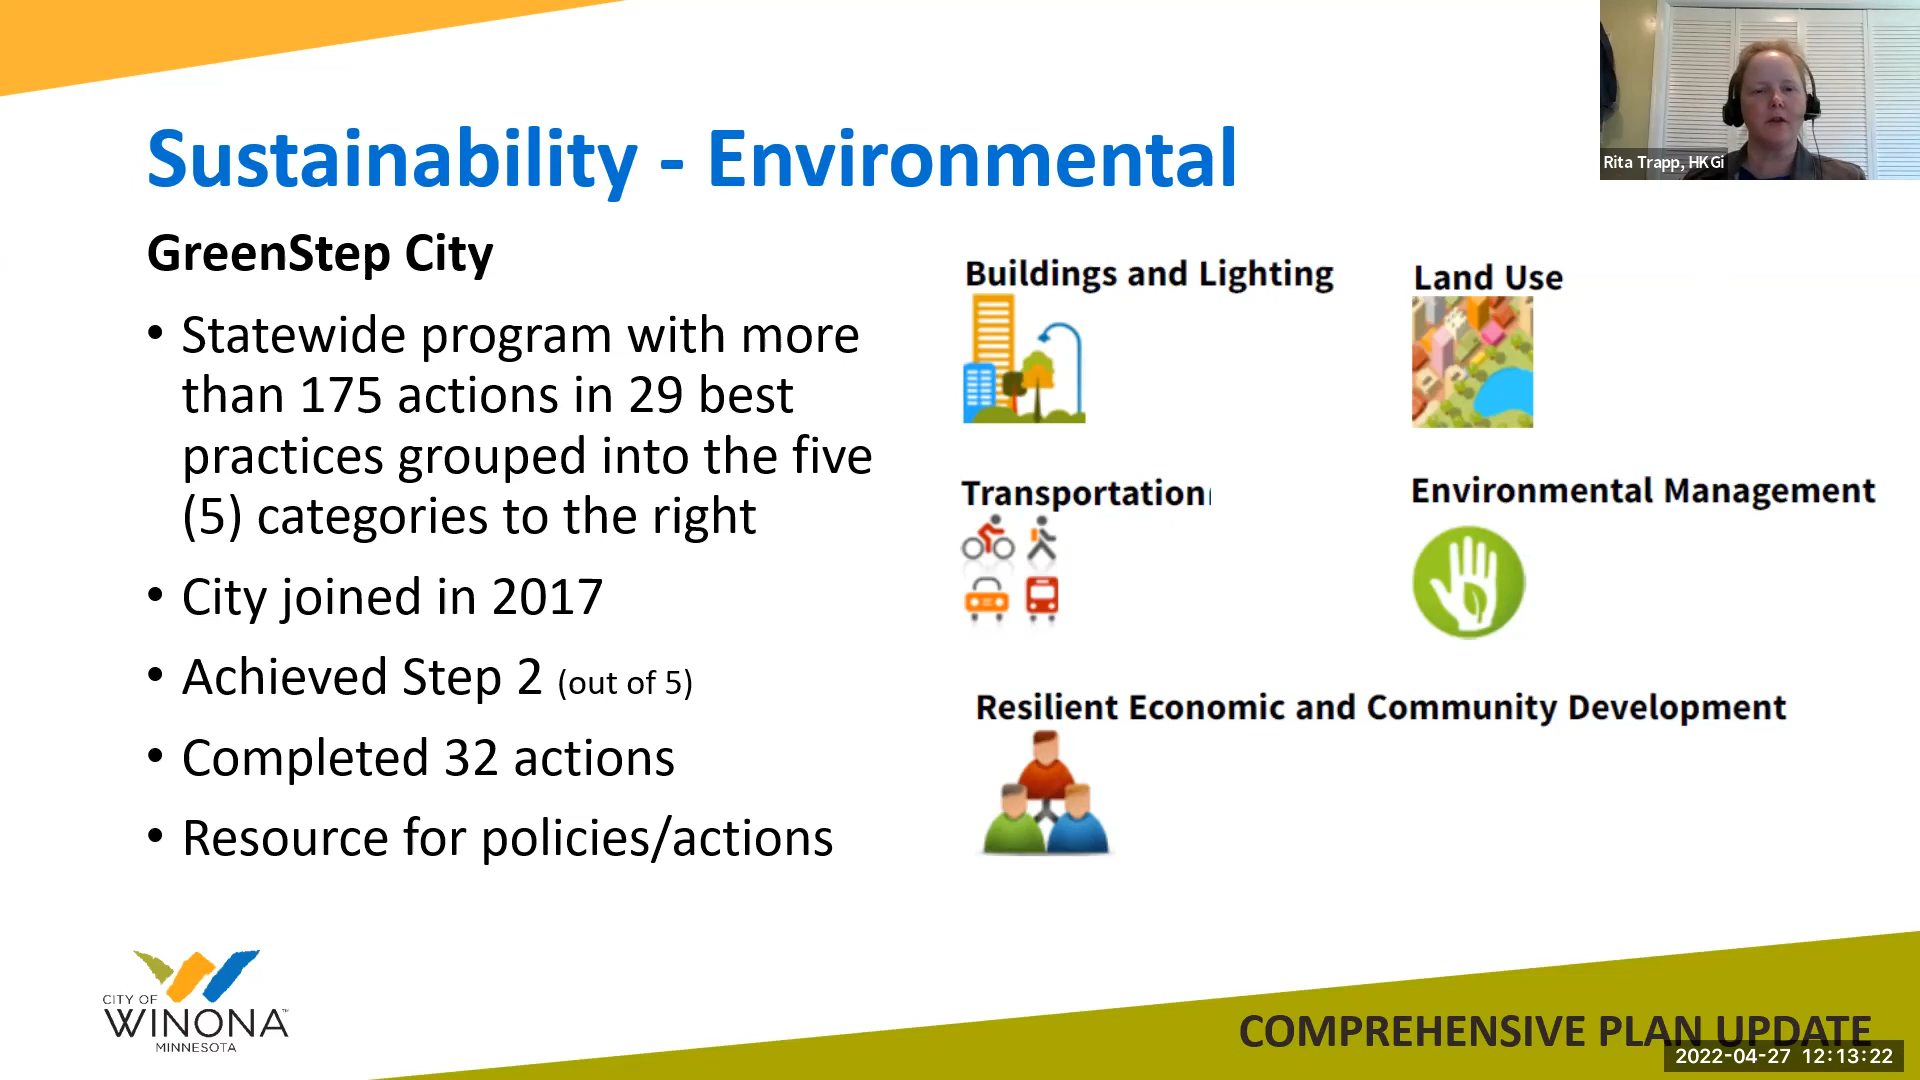 Sustainability - Environmental
GreenStep City
• Statewide program with more
than 175 actions in 29 best
practices grouped into the five
(5) categories to the right
• City joined in 2017
• Achieved Step 2 (out of 5)
• Completed 32 actions
• Resource for policies/actions
Buildings and Lighting
Land Use
Transportation
Environmental Management
Resilient Economic and Community Development
Rita Trapp, HKGi
CITY OF
WINONA™
MINNESOTA
COMPREHENSIVE PLAN UPDATE
2022-04-27 12:13:22